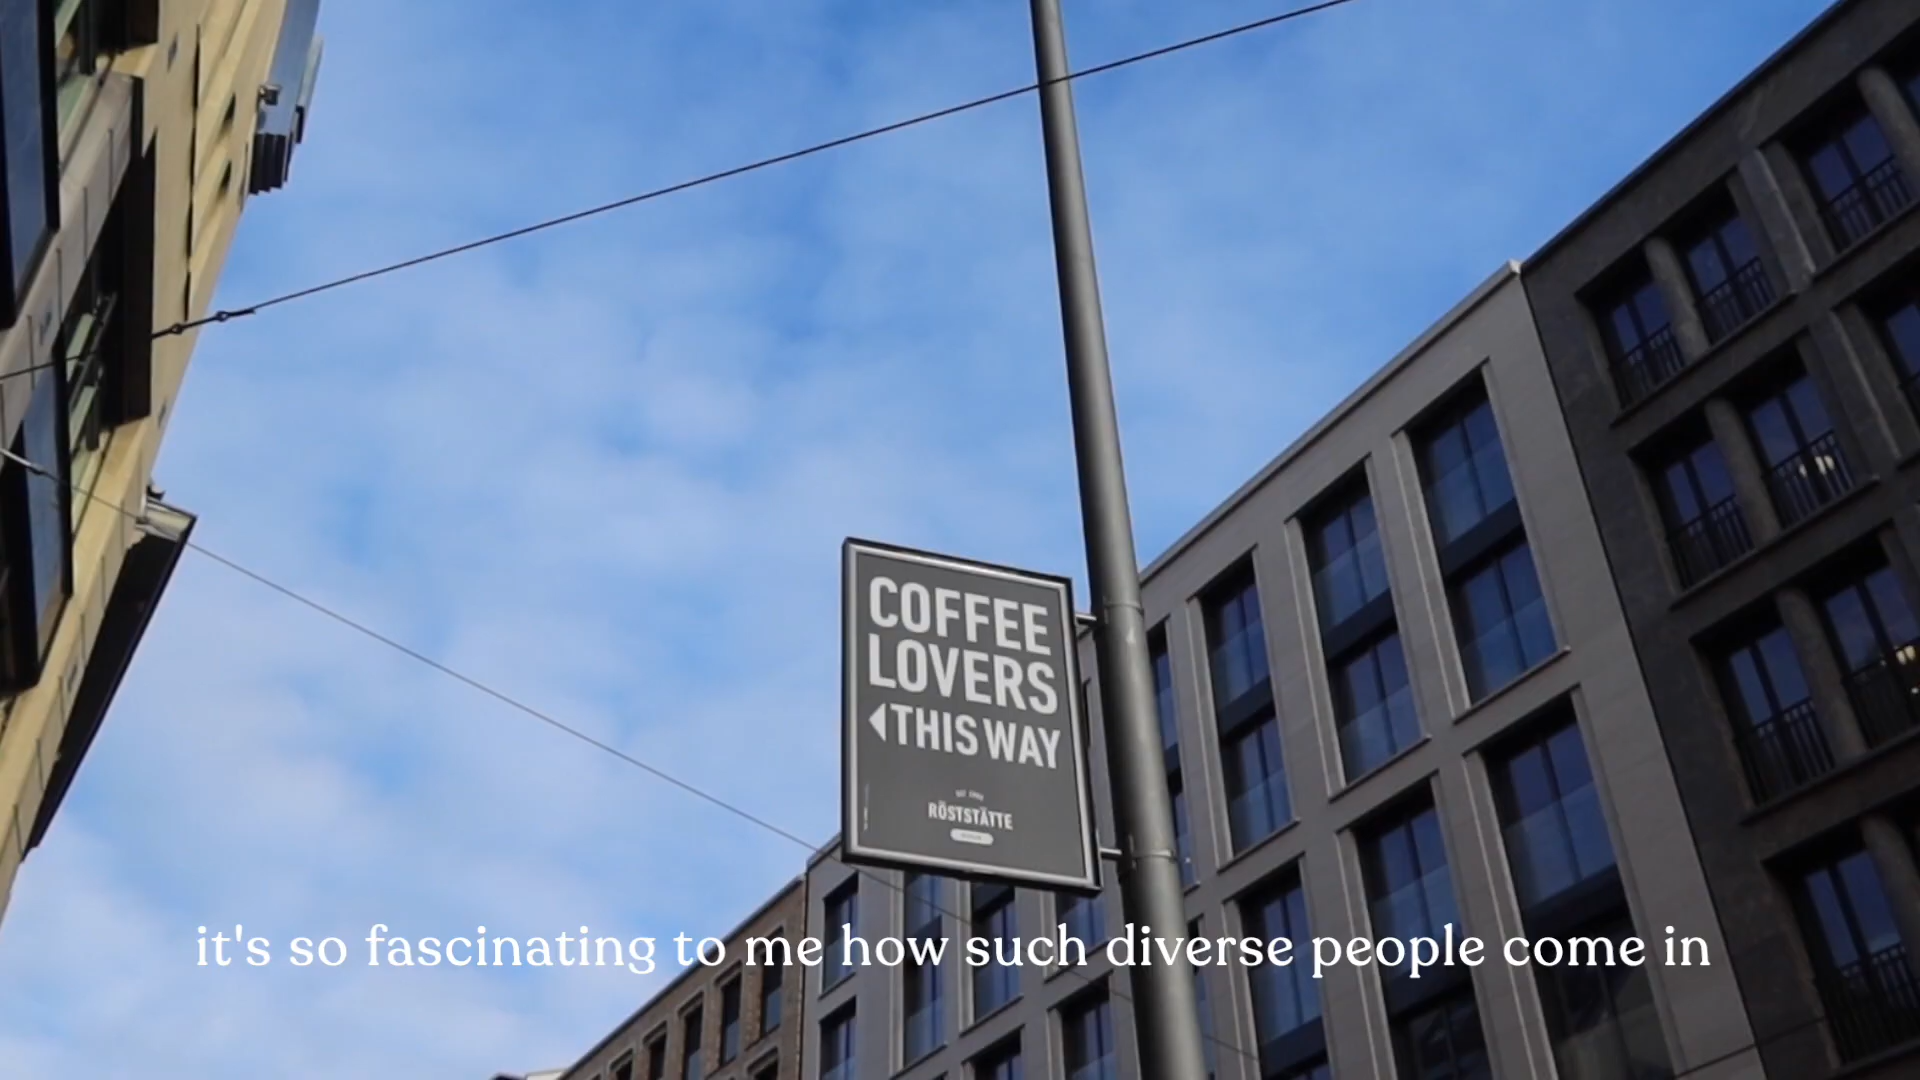 COFFEE
LOVERS
THIS WAY
RÖSTSTÄTTE
it's so fascinating to me how such diverse people come in